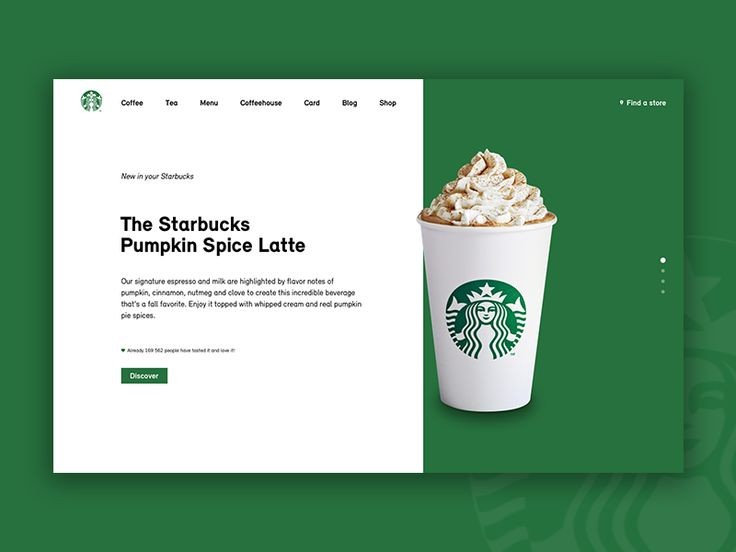 Coffee Tea Menu Coffeehouse Card Blog Shop
Find a store
New in your Starbucks
The Starbucks
Pumpkin Spice Latte
Our signature espresso and milk are highlighted by flavor notes of
pumpkin, cinnamon, nutmeg and clove to create this incredible beverage
that's a fall favorite. Enjoy it topped with whipped cream and real pumpkin
pie spices.
Already 169 562 people have tasted it and love it!
Discover
TM